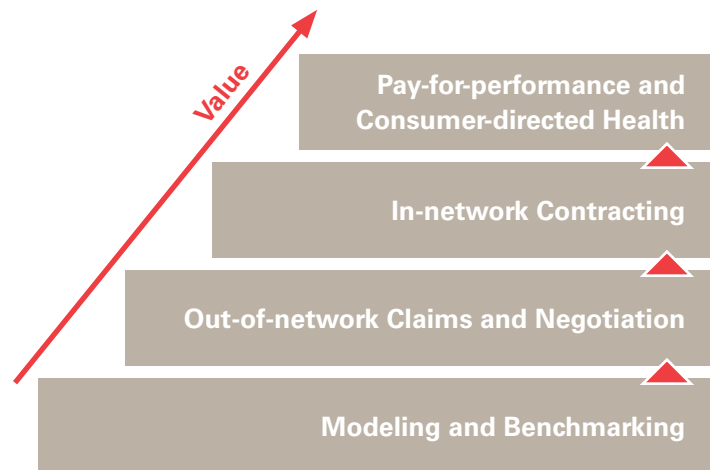 Value
Pay-for-performance and
Consumer-directed Health
In-network Contracting
Out-of-network Claims and Negotiation
Modeling and Benchmarking